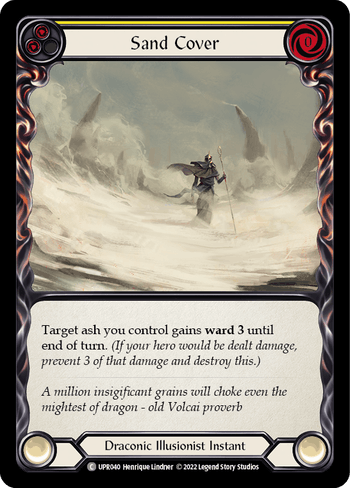 0
Sand Cover
Target ash you control gains ward 3 until
end of turn. (If your hero would be dealt damage,
prevent 3 of that damage and destroy this.)
A million insigificant grains will choke even the
mightest of dragon - old Volcai proverb
Draconic Illusionist Instant
C UPR040 Henrique Lindner © 2022 Legend Story Studios